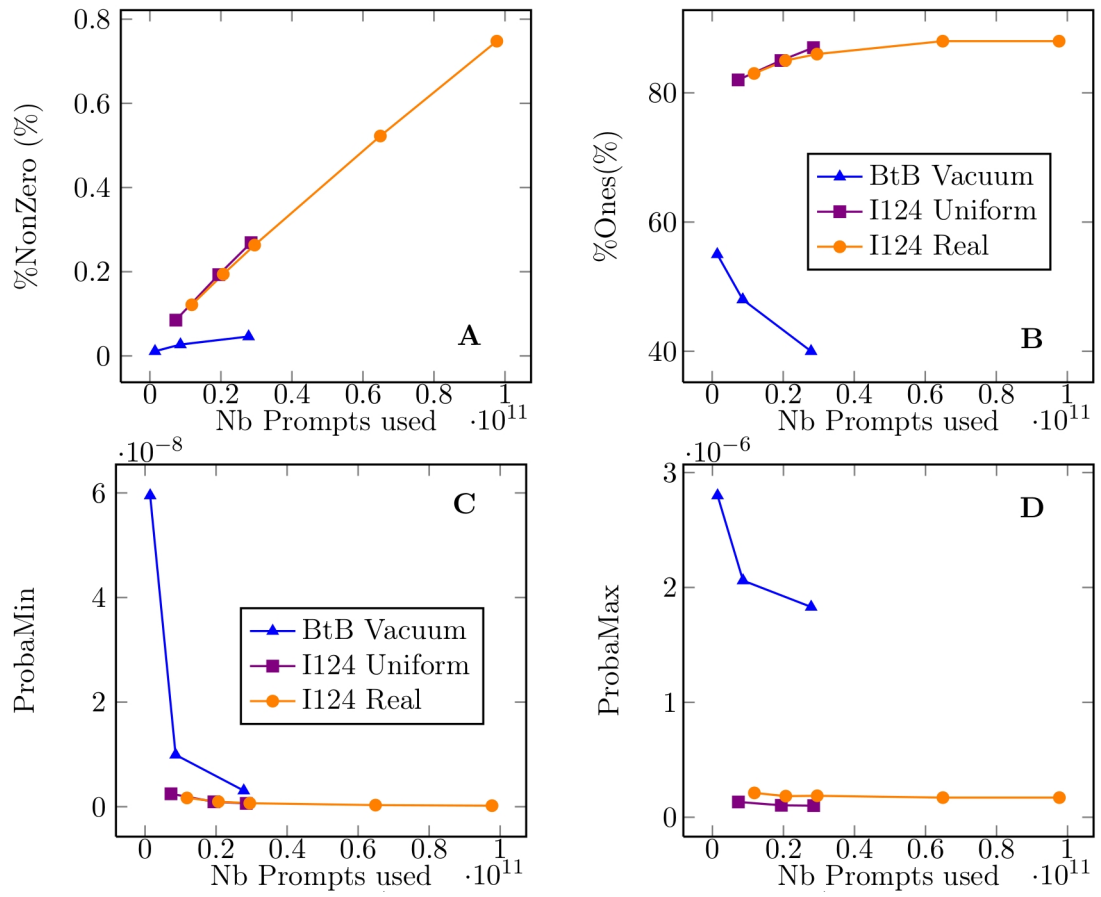 0.8
0.6
0.4
0.2
0
%NonZero (%)
A
0 0.2 0.4 0.6 0.8 1
Nb Prompts used ·10^11
80
60
40
%Ones(%)
BtB Vacuum
I124 Uniform
I124 Real
B
0 0.2 0.4 0.6 0.8 1
Nb Prompts used ·10^11
·10^−8
6
4
2
0
ProbaMin
C
BtB Vacuum
I124 Uniform
I124 Real
0 0.2 0.4 0.6 0.8 1
Nb Prompts used ·10^11
·10^−6
3
2
1
0
ProbaMax
D
0 0.2 0.4 0.6 0.8 1
Nb Prompts used ·10^11